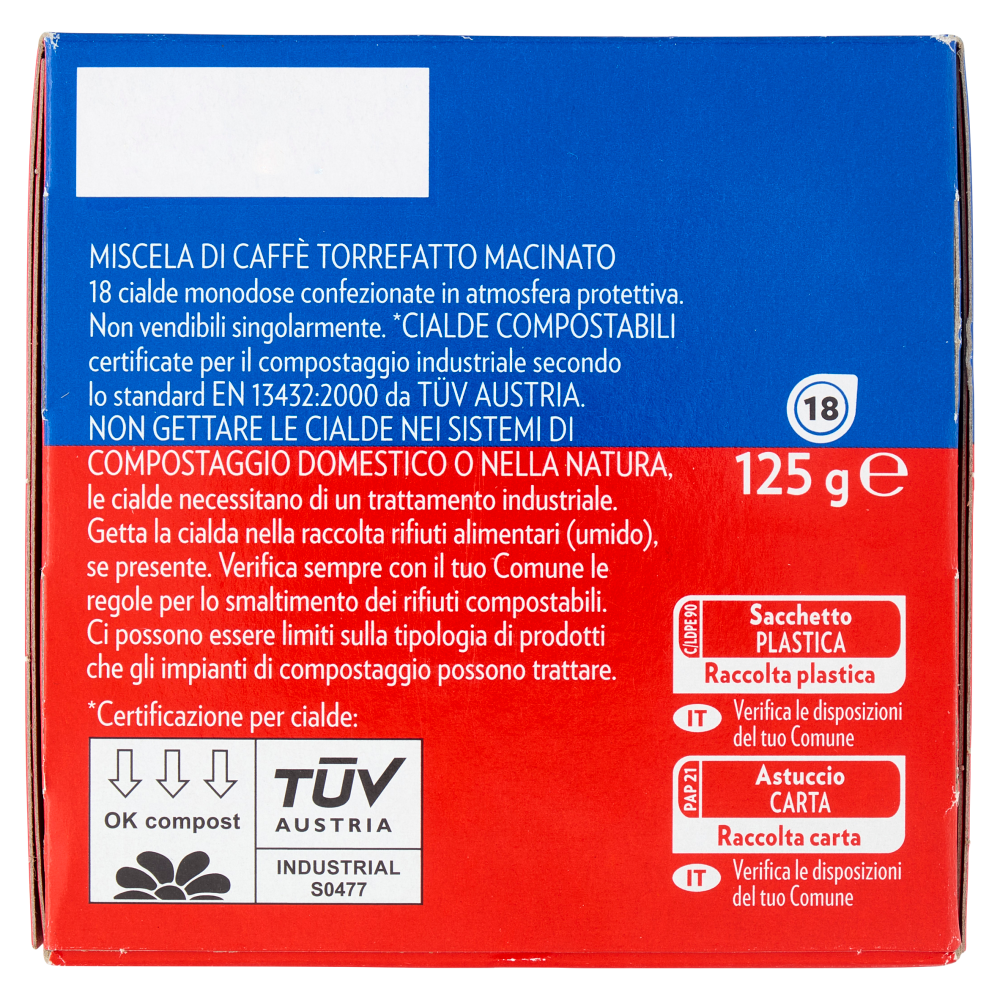 MISCELA DI CAFFÈ TORREFATTO MACINATO
18 cialde monodose confezionate in atmosfera protettiva.
Non vendibili singolarmente. *CIALDE COMPOSTABILI
certificate per il compostaggio industriale secondo
lo standard EN 13432:2000 da TÜV AUSTRIA.
NON GETTARE LE CIALDE NEI SISTEMI DI
COMPOSTAGGIO DOMESTICO O NELLA NATURA,
le cialde necessitano di un trattamento industriale.
Getta la cialda nella raccolta rifiuti alimentari (umido),
se presente. Verifica sempre con il tuo Comune le
regole per lo smaltimento dei rifiuti compostabili.
Ci possono essere limiti sulla tipologia di prodotti
che gli impianti di compostaggio possono trattare.
*Certificazione per cialde:
OK compost
TÜV
AUSTRIA
INDUSTRIAL
S0477
18
125 g ℮
C/LDPE 90
Sacchetto
PLASTICA
Raccolta plastica
IT
Verifica le disposizioni
del tuo Comune
PAP 21
Astuccio
CARTA
Raccolta carta
IT
Verifica le disposizioni
del tuo Comune